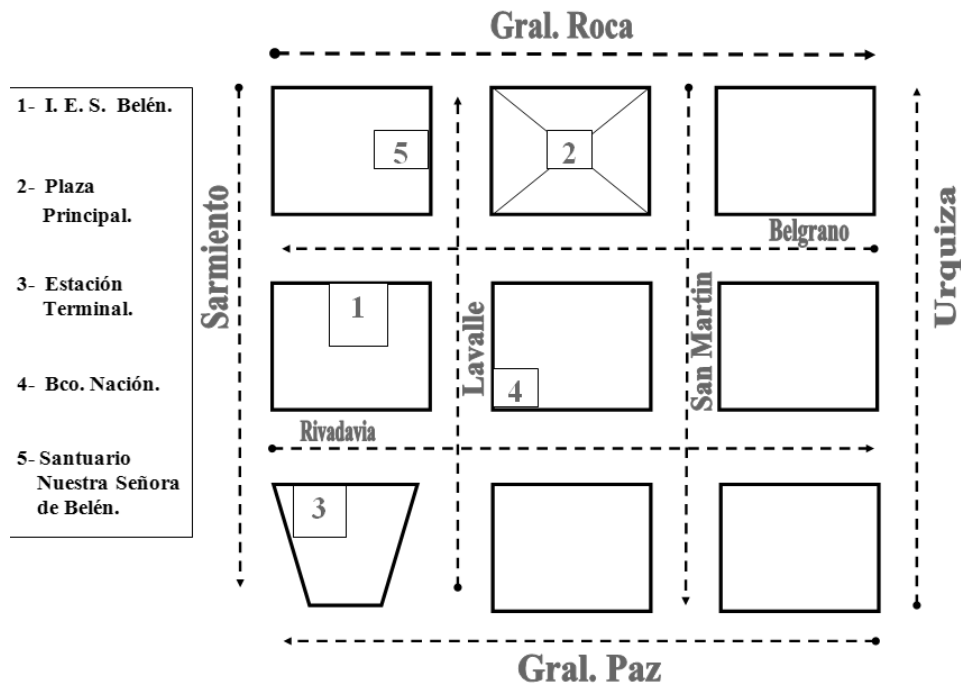 Gral. Roca
1- I. E. S. Belén.
2- Plaza
Principal.
3- Estación
Terminal.
4- Bco. Nación.
5- Santuario
Nuestra Señora
de Belén.
Sarmiento
5
2
Belgrano
1
Lavalle
4
San Martin
Urquiza
Rivadavia
3
Gral. Paz